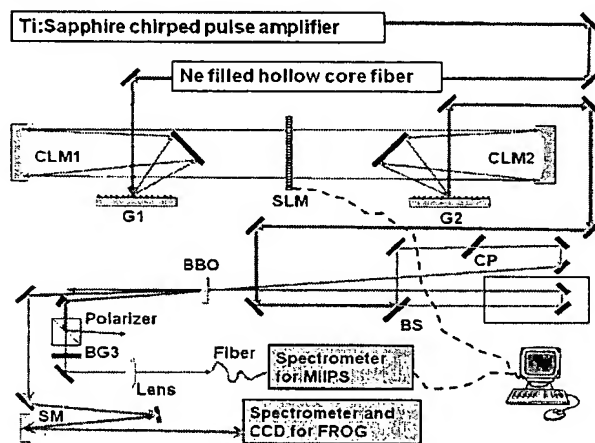 Ti:Sapphire chirped pulse amplifier
Ne filled hollow core fiber
CLM1
CLM2
SLM
G1
G2
BBO
CP
BS
Polarizer
BG3
Fiber
Lens
Spectrometer
for MIIPS
SM
Spectrometer and
CCD for FROG